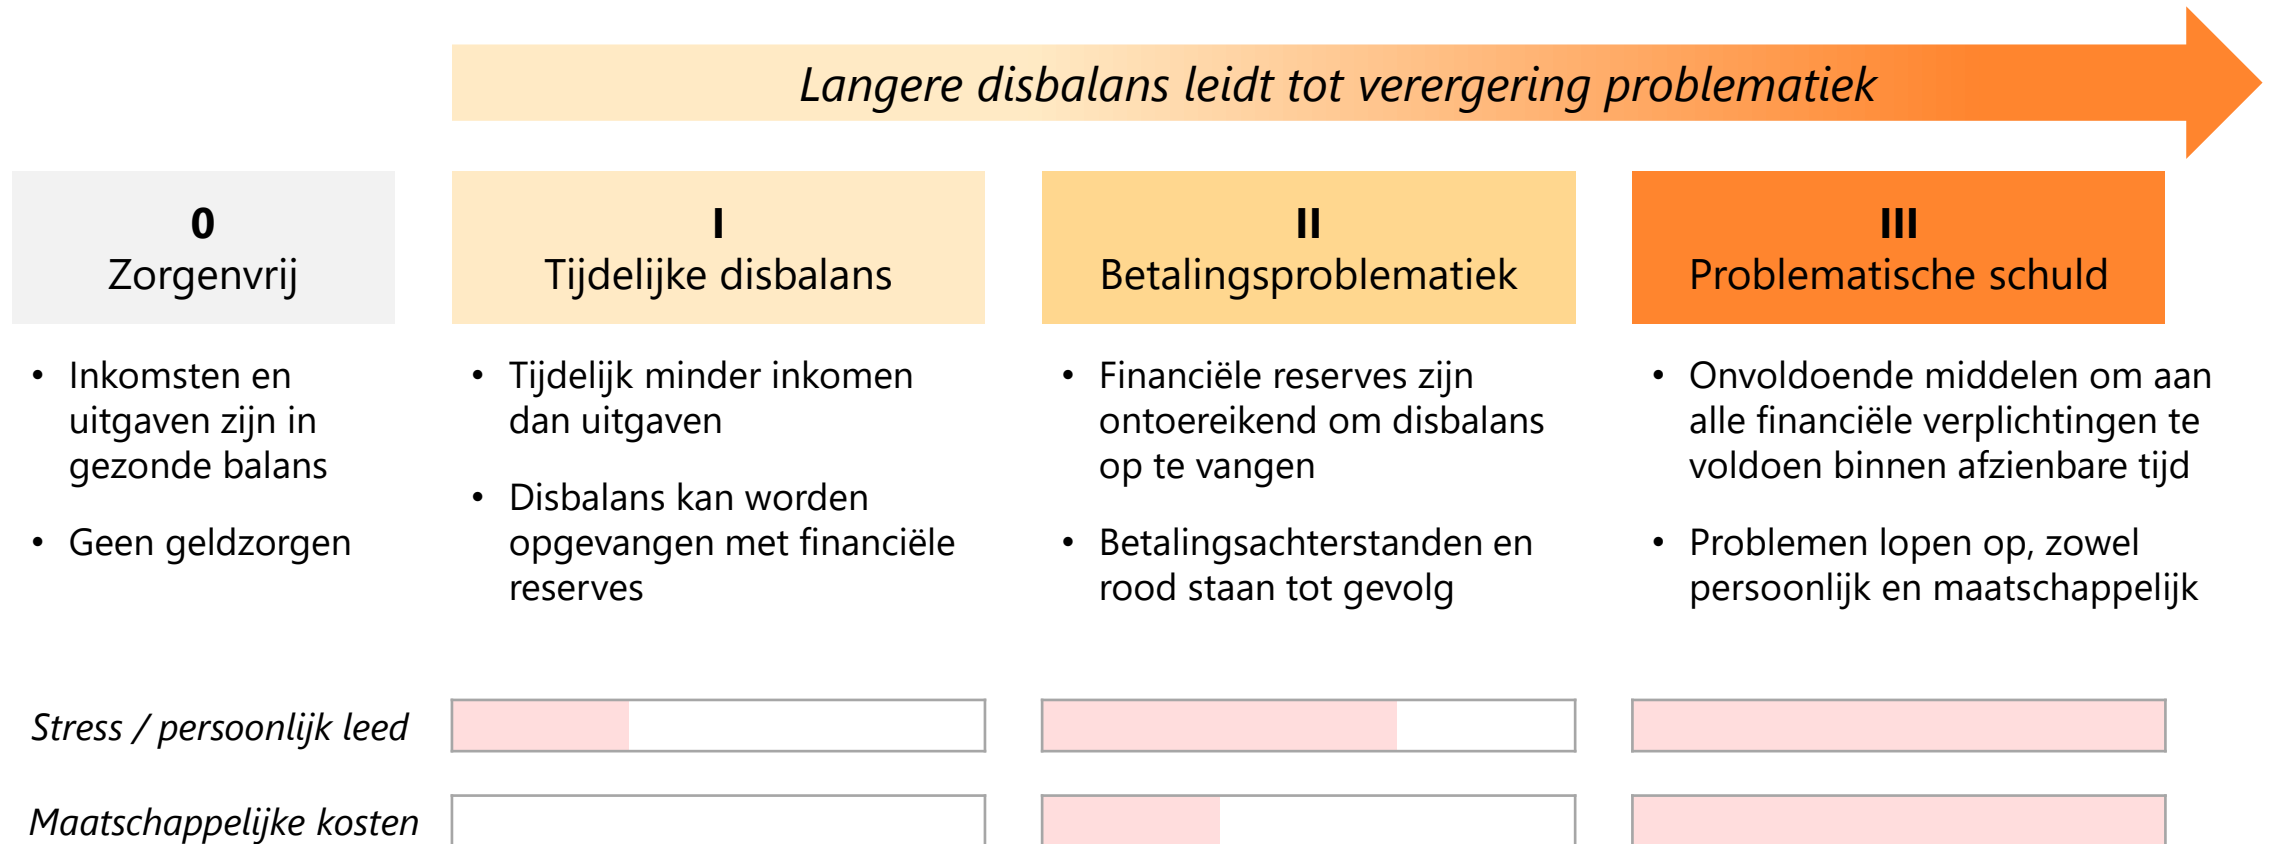 Langere disbalans leidt tot verergering problematiek
0
Zorgenvrij
I
Tijdelijke disbalans
II
Betalingsproblematiek
III
Problematische schuld
• Inkomsten en
uitgaven zijn in
gezonde balans
• Geen geldzorgen
• Tijdelijk minder inkomen
dan uitgaven
• Disbalans kan worden
opgevangen met financiële
reserves
• Financiële reserves zijn
ontoereikend om disbalans
op te vangen
• Betalingsachterstanden en
rood staan tot gevolg
• Onvoldoende middelen om aan
alle financiële verplichtingen te
voldoen binnen afzienbare tijd
• Problemen lopen op, zowel
persoonlijk en maatschappelijk
Stress / persoonlijk leed
Maatschappelijke kosten